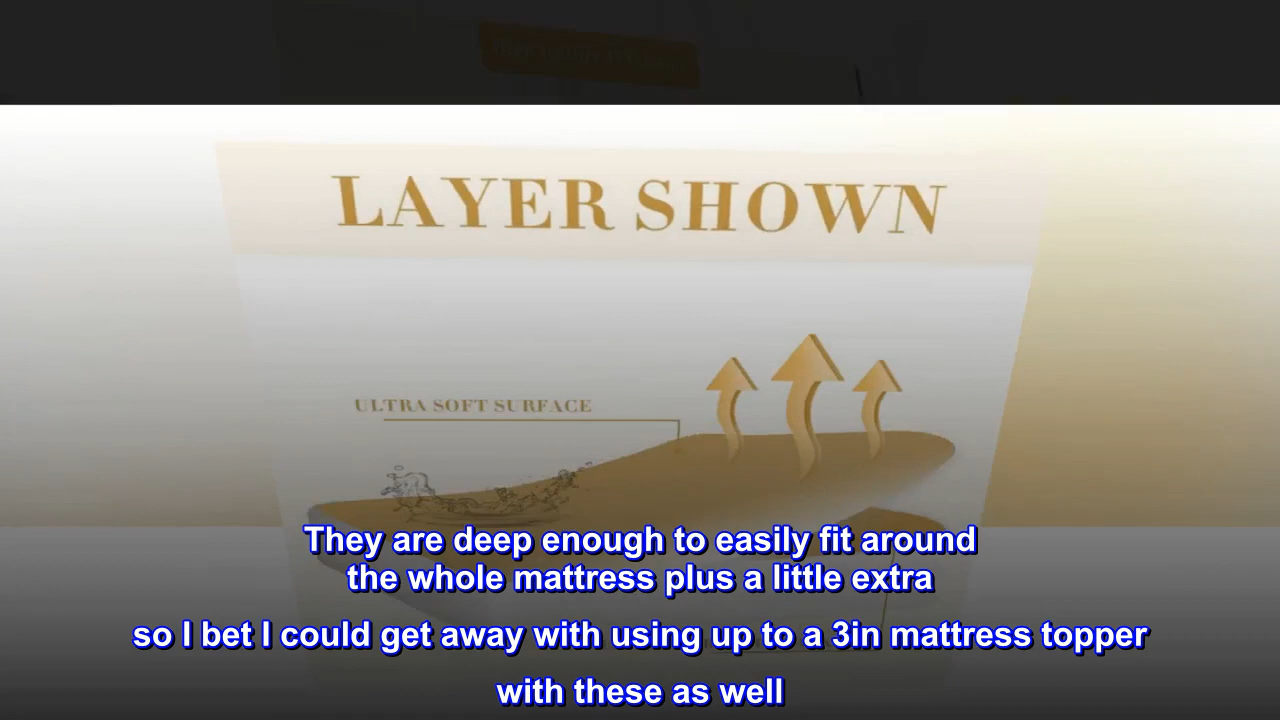 LAYER SHOWN
ULTRA SOFT SURFACE
They are deep enough to easily fit around
the whole mattress plus a little extra
so I bet I could get away with using up to a 3in mattress topper
with these as well